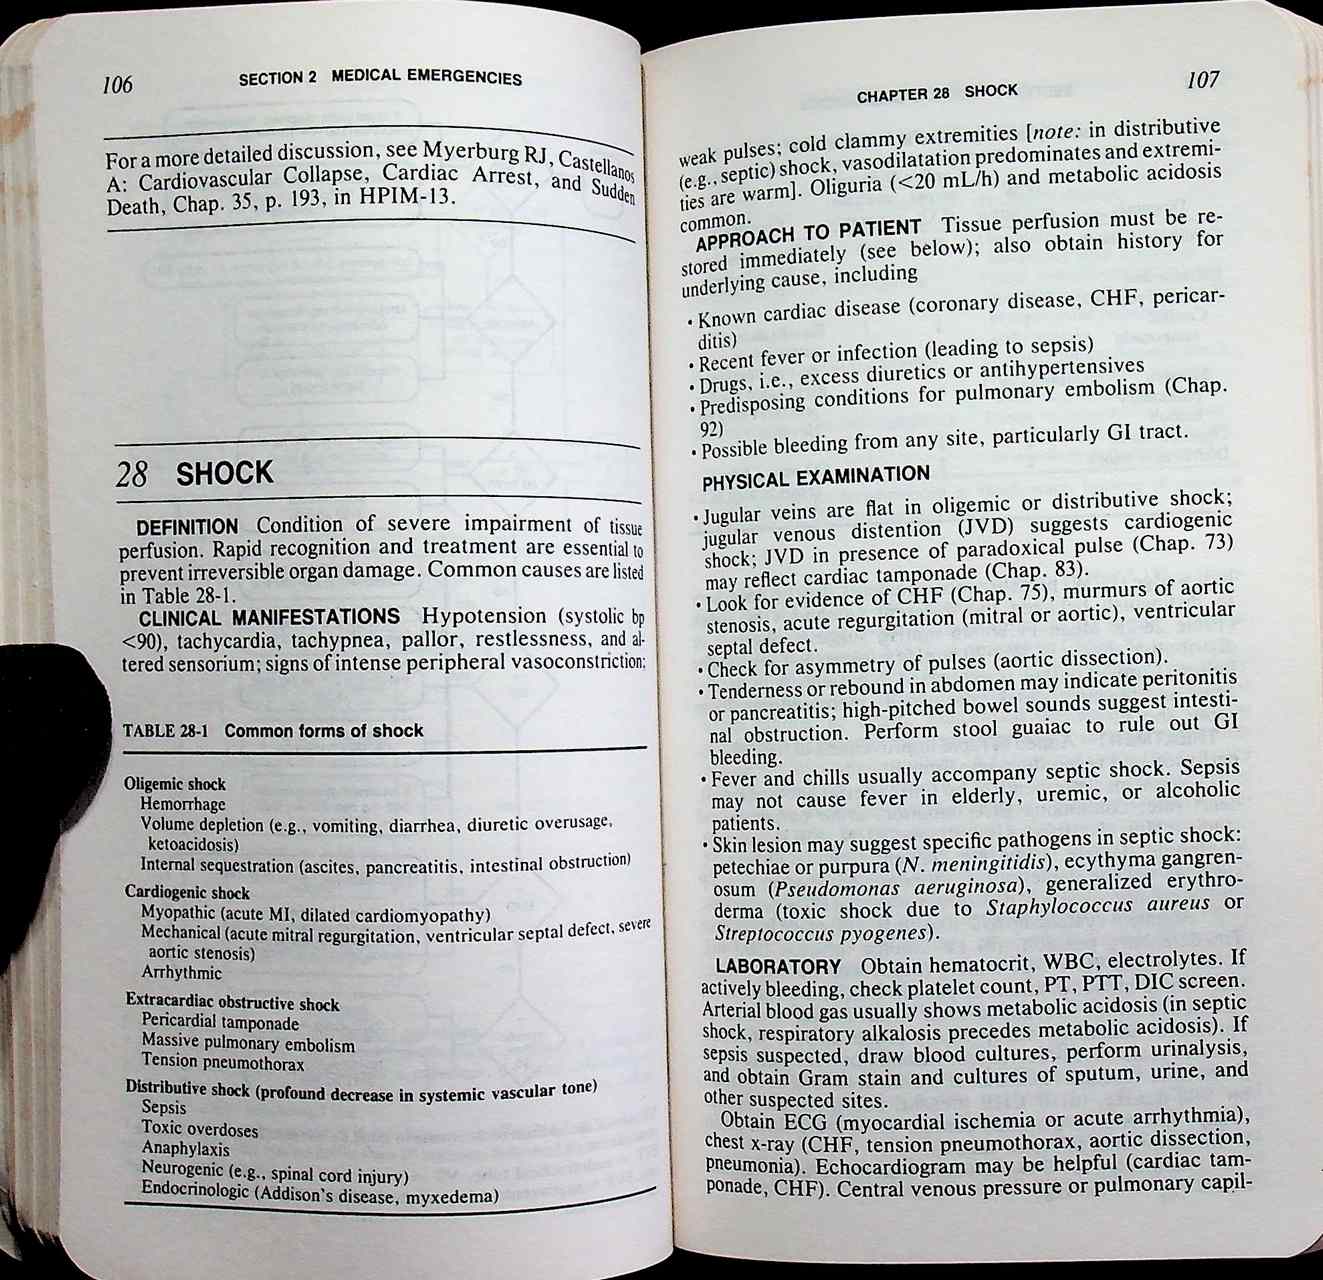 106
SECTION 2 MEDICAL EMERGENCIES
For a more detailed discussion, see Myerburg RJ, Castellanos
A: Cardiovascular Collapse, Cardiac Arrest, and Sudden
Death, Chap. 35, p. 193, in HPIM-13.
28 SHOCK
DEFINITION Condition of severe impairment of tissue
perfusion. Rapid recognition and treatment are essential to
prevent irreversible organ damage. Common causes are listed
in Table 28-1.
CLINICAL MANIFESTATIONS Hypotension (systolic bp
<90), tachycardia, tachypnea, pallor, restlessness, and al-
tered sensorium; signs of intense peripheral vasoconstriction;
TABLE 28-1 Common forms of shock
Oligemic shock
Hemorrhage
Volume depletion (e.g., vomiting, diarrhea, diuretic overusage,
ketoacidosis)
Internal sequestration (ascites, pancreatitis, intestinal obstruction)
Cardiogenic shock
Myopathic (acute MI, dilated cardiomyopathy)
Mechanical (acute mitral regurgitation, ventricular septal defect, severe
aortic stenosis)
Arrhythmic
Extracardiac obstructive shock
Pericardial tamponade
Massive pulmonary embolism
Tension pneumothorax
Distributive shock (profound decrease in systemic vascular tone)
Sepsis
Toxic overdoses
Anaphylaxis
Neurogenic (e.g., spinal cord injury)
Endocrinologic (Addison's disease, myxedema)
CHAPTER 28 SHOCK
107
weak pulses; cold clammy extremities [note: in distributive
(e.g., septic) shock, vasodilatation predominates and extremi-
ties are warm]. Oliguria (<20 mL/h) and metabolic acidosis
common.
APPROACH TO PATIENT Tissue perfusion must be re-
stored immediately (see below); also obtain history for
underlying cause, including
• Known cardiac disease (coronary disease, CHF, pericar-
ditis)
• Recent fever or infection (leading to sepsis)
• Drugs, i.e., excess diuretics or antihypertensives
• Predisposing conditions for pulmonary embolism (Chap.
92)
• Possible bleeding from any site, particularly GI tract.
PHYSICAL EXAMINATION
• Jugular veins are flat in oligemic or distributive shock;
jugular venous distention (JVD) suggests cardiogenic
shock; JVD in presence of paradoxical pulse (Chap. 73)
may reflect cardiac tamponade (Chap. 83).
• Look for evidence of CHF (Chap. 75), murmurs of aortic
stenosis, acute regurgitation (mitral or aortic), ventricular
septal defect.
• Check for asymmetry of pulses (aortic dissection).
• Tenderness or rebound in abdomen may indicate peritonitis
or pancreatitis; high-pitched bowel sounds suggest intesti-
nal obstruction. Perform stool guaiac to rule out GI
bleeding.
• Fever and chills usually accompany septic shock. Sepsis
may not cause fever in elderly, uremic, or alcoholic
patients.
• Skin lesion may suggest specific pathogens in septic shock:
petechiae or purpura (N. meningitidis), ecythyma gangren-
osum (Pseudomonas aeruginosa), generalized erythro-
derma (toxic shock due to Staphylococcus aureus or
Streptococcus pyogenes).
LABORATORY Obtain hematocrit, WBC, electrolytes. If
actively bleeding, check platelet count, PT, PTT, DIC screen.
Arterial blood gas usually shows metabolic acidosis (in septic
shock, respiratory alkalosis precedes metabolic acidosis). If
sepsis suspected, draw blood cultures, perform urinalysis,
and obtain Gram stain and cultures of sputum, urine, and
other suspected sites.
Obtain ECG (myocardial ischemia or acute arrhythmia),
chest x-ray (CHF, tension pneumothorax, aortic dissection,
pneumonia). Echocardiogram may be helpful (cardiac tam-
ponade, CHF). Central venous pressure or pulmonary capil-